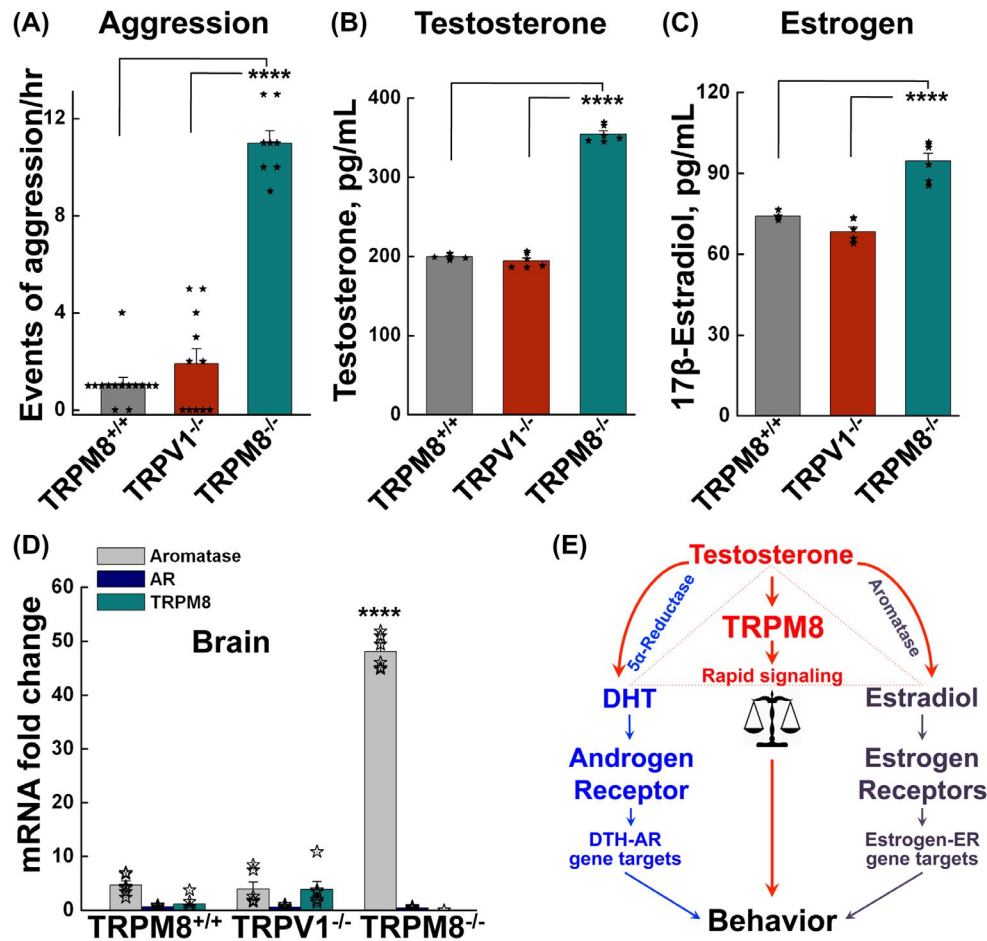 (A) Aggression
Events of aggression/hr
12
8
4
0
****
TRPM8+/+
TRPV1-/-
TRPM8-/-
(B) Testosterone
Testosterone, pg/mL
400
300
200
100
0
****
TRPM8+/+
TRPV1-/-
TRPM8-/-
(C) Estrogen
17β-Estradiol, pg/mL
120
90
60
30
0
****
TRPM8+/+
TRPV1-/-
TRPM8-/-
(D)
Aromatase
AR
TRPM8
Brain
mRNA fold change
60
50
40
30
20
10
0
****
TRPM8+/+
TRPV1-/-
TRPM8-/-
(E)
Testosterone
5α-Reductase
Aromatase
TRPM8
Rapid signaling
DHT
Androgen
Receptor
DTH-AR
gene targets
Estradiol
Estrogen
Receptors
Estrogen-ER
gene targets
Behavior